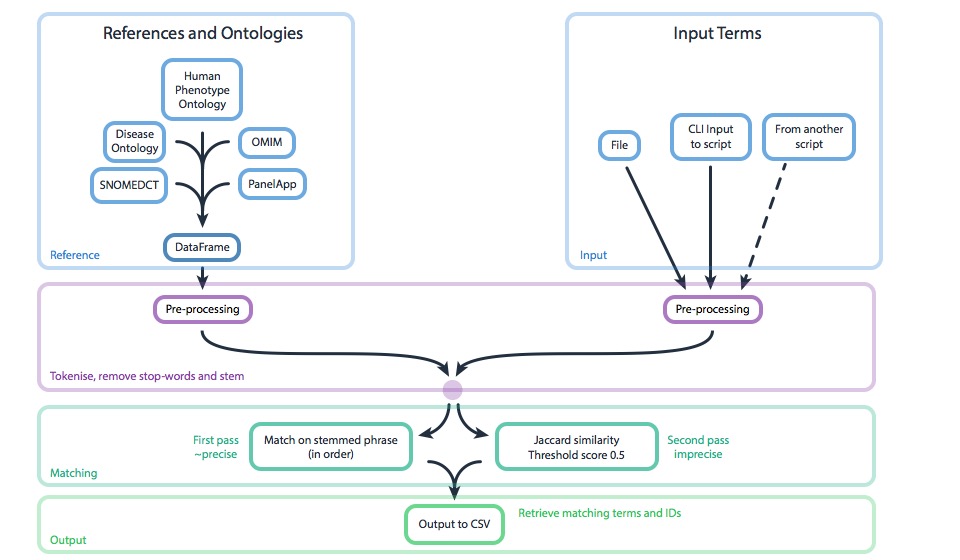 References and Ontologies
Human
Phenotype
Ontology
Disease
Ontology
OMIM
SNOMEDCT
PanelApp
DataFrame
Reference
Input Terms
File
CLI Input
to script
From another
script
Input
Pre-processing
Pre-processing
Tokenise, remove stop-words and stem
First pass
~precise
Match on stemmed phrase
(in order)
Jaccard similarity
Threshold score 0.5
Second pass
imprecise
Matching
Output to CSV
Retrieve matching terms and IDs
Output